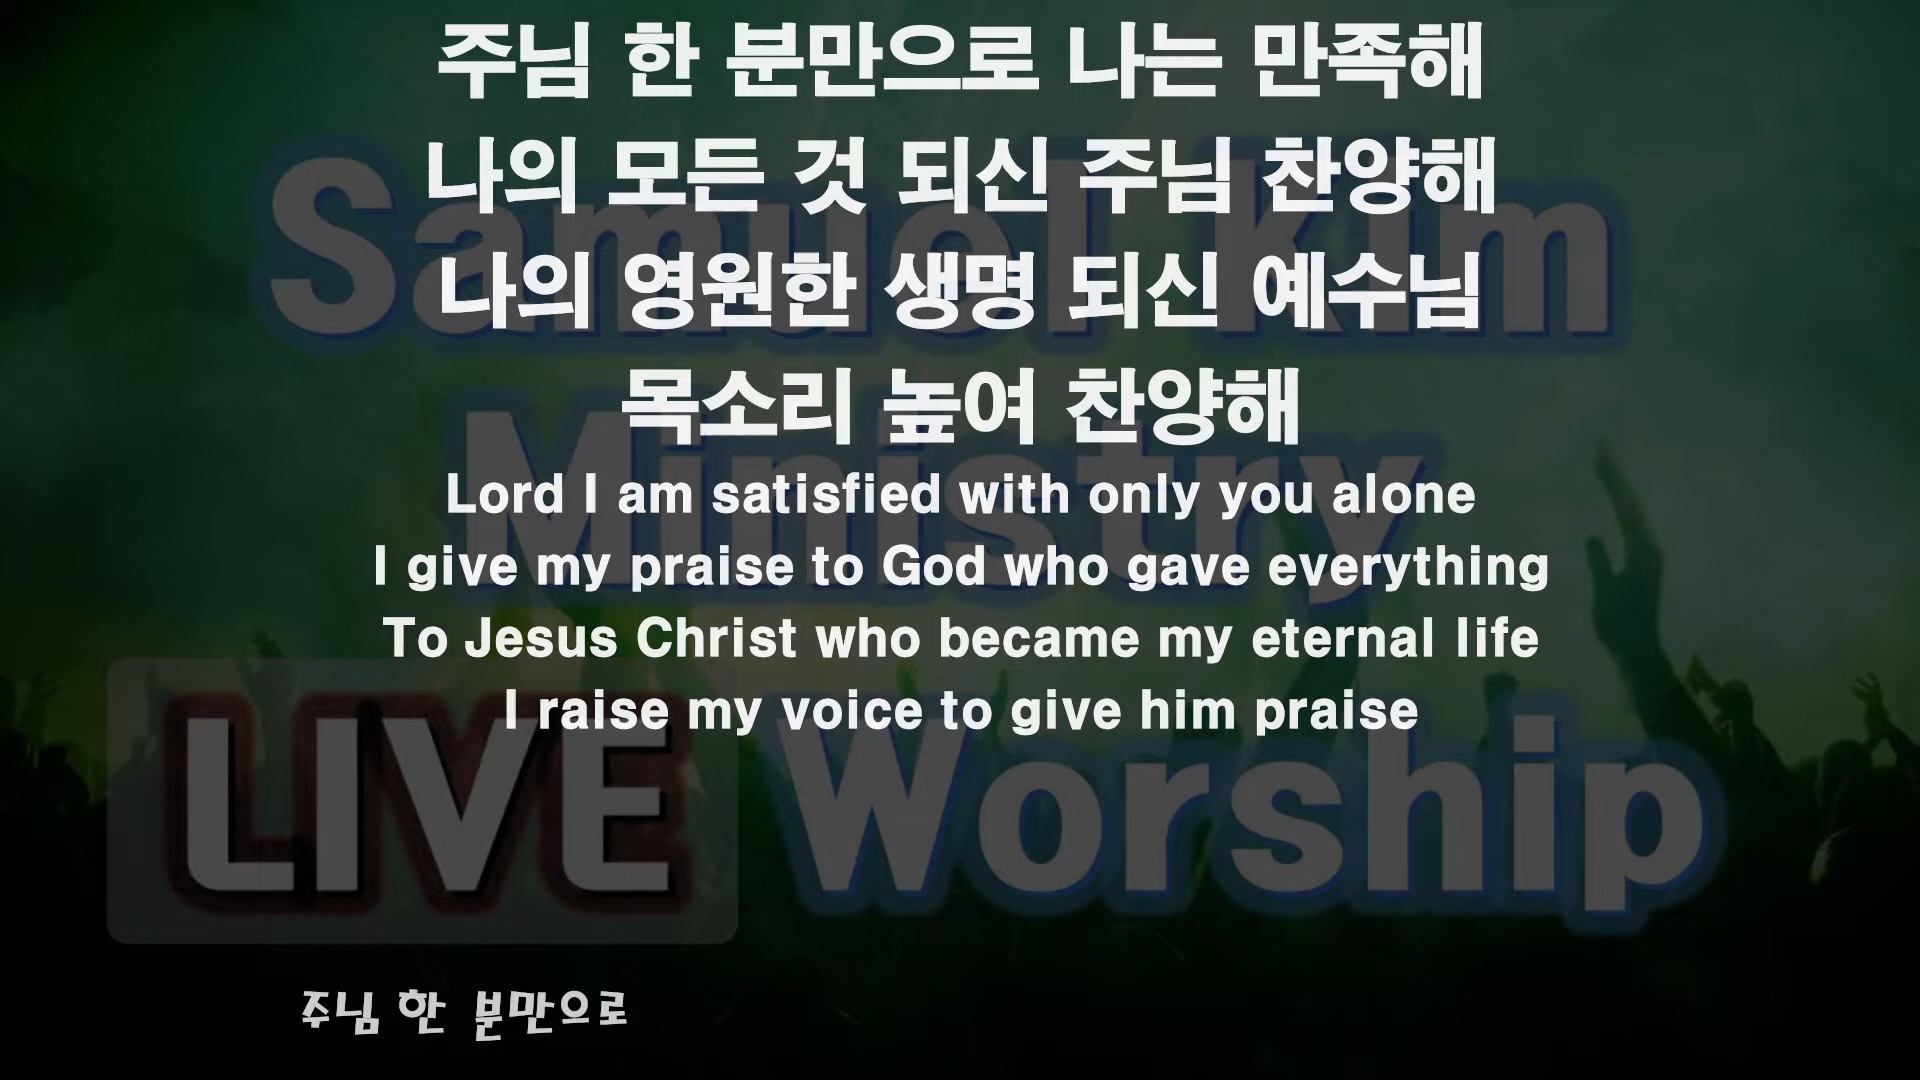 주님 한 분만으로 나는 만족해
나의 모든 것 되신 주님 찬양해
나의 영원한 생명 되신 예수님
목소리 높여 찬양해
Lord I am satisfied with only you alone
I give my praise to God who gave everything
To Jesus Christ who became my eternal life
I raise my voice to give him praise
Samuel Kim
Ministry
LIVE Worship
주님 한 분만으로